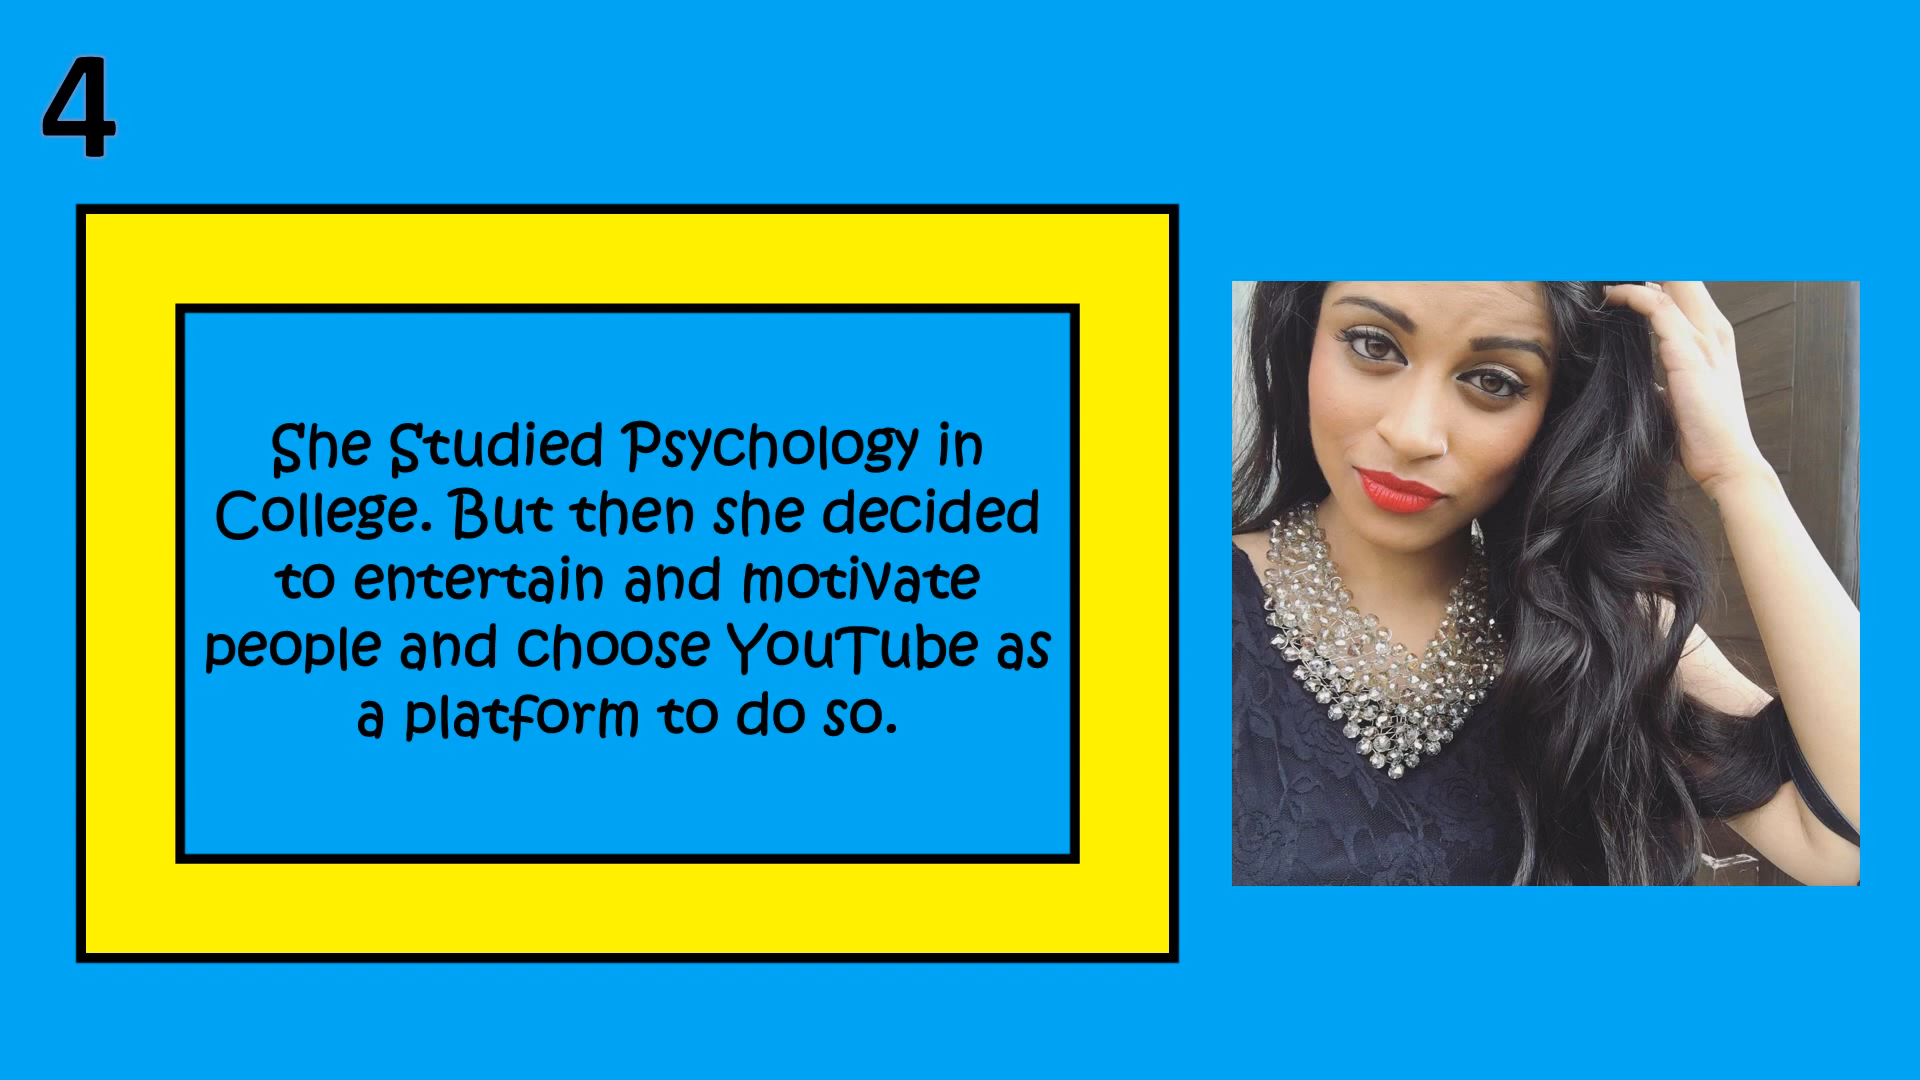 4
She Studied Psychology in
College. But then she decided
to entertain and motivate
people and choose YouTube as
a platform to do so.